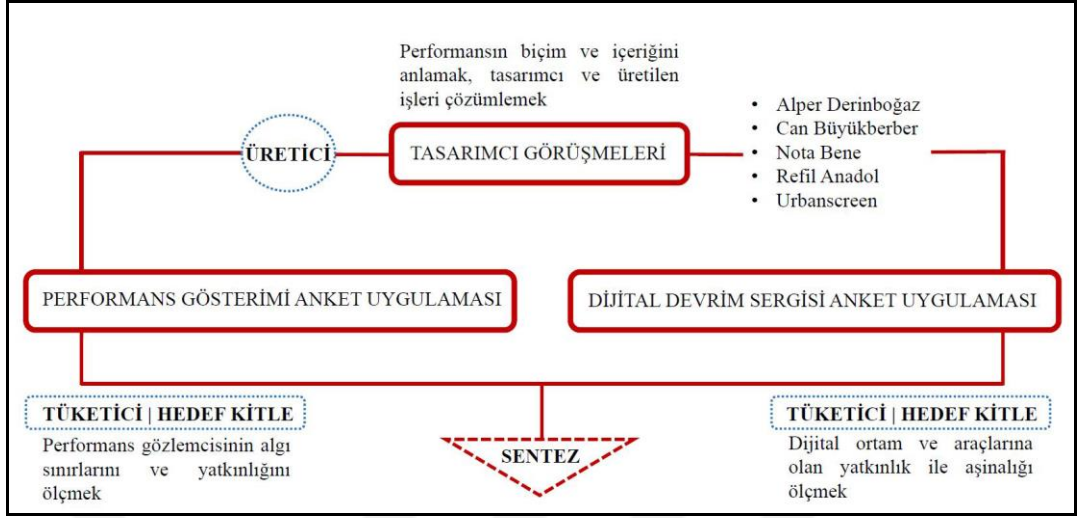 Performansın biçim ve içeriğini
anlamak, tasarımcı ve üretilen
işleri çözümlemek
ÜRETİCİ
TASARIMCI GÖRÜŞMELERİ
• Alper Derinboğaz
• Can Büyükberber
• Nota Bene
• Refil Anadol
• Urbanscreen
PERFORMANS GÖSTERİMİ ANKET UYGULAMASI
DİJİTAL DEVRİM SERGİSİ ANKET UYGULAMASI
TÜKETİCİ | HEDEF KİTLE
Performans gözlemcisinin algı
sınırlarını ve yatkınlığını
ölçmek
SENTEZ
TÜKETİCİ | HEDEF KİTLE
Dijital ortam ve araçlarına
olan yatkınlık ile aşinalığı
ölçmek